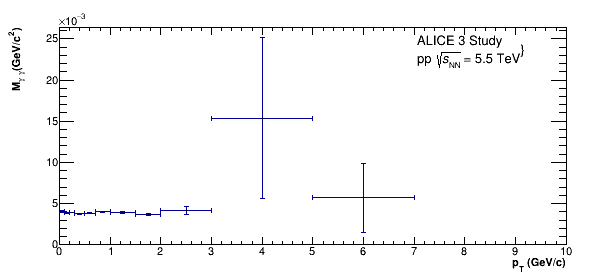 ×10⁻³
M_γγ (GeV/c²)
25
20
15
10
5
0
ALICE 3 Study
pp √s_NN = 5.5 TeV}
0 1 2 3 4 5 6 7 8 9 10
p_T (GeV/c)